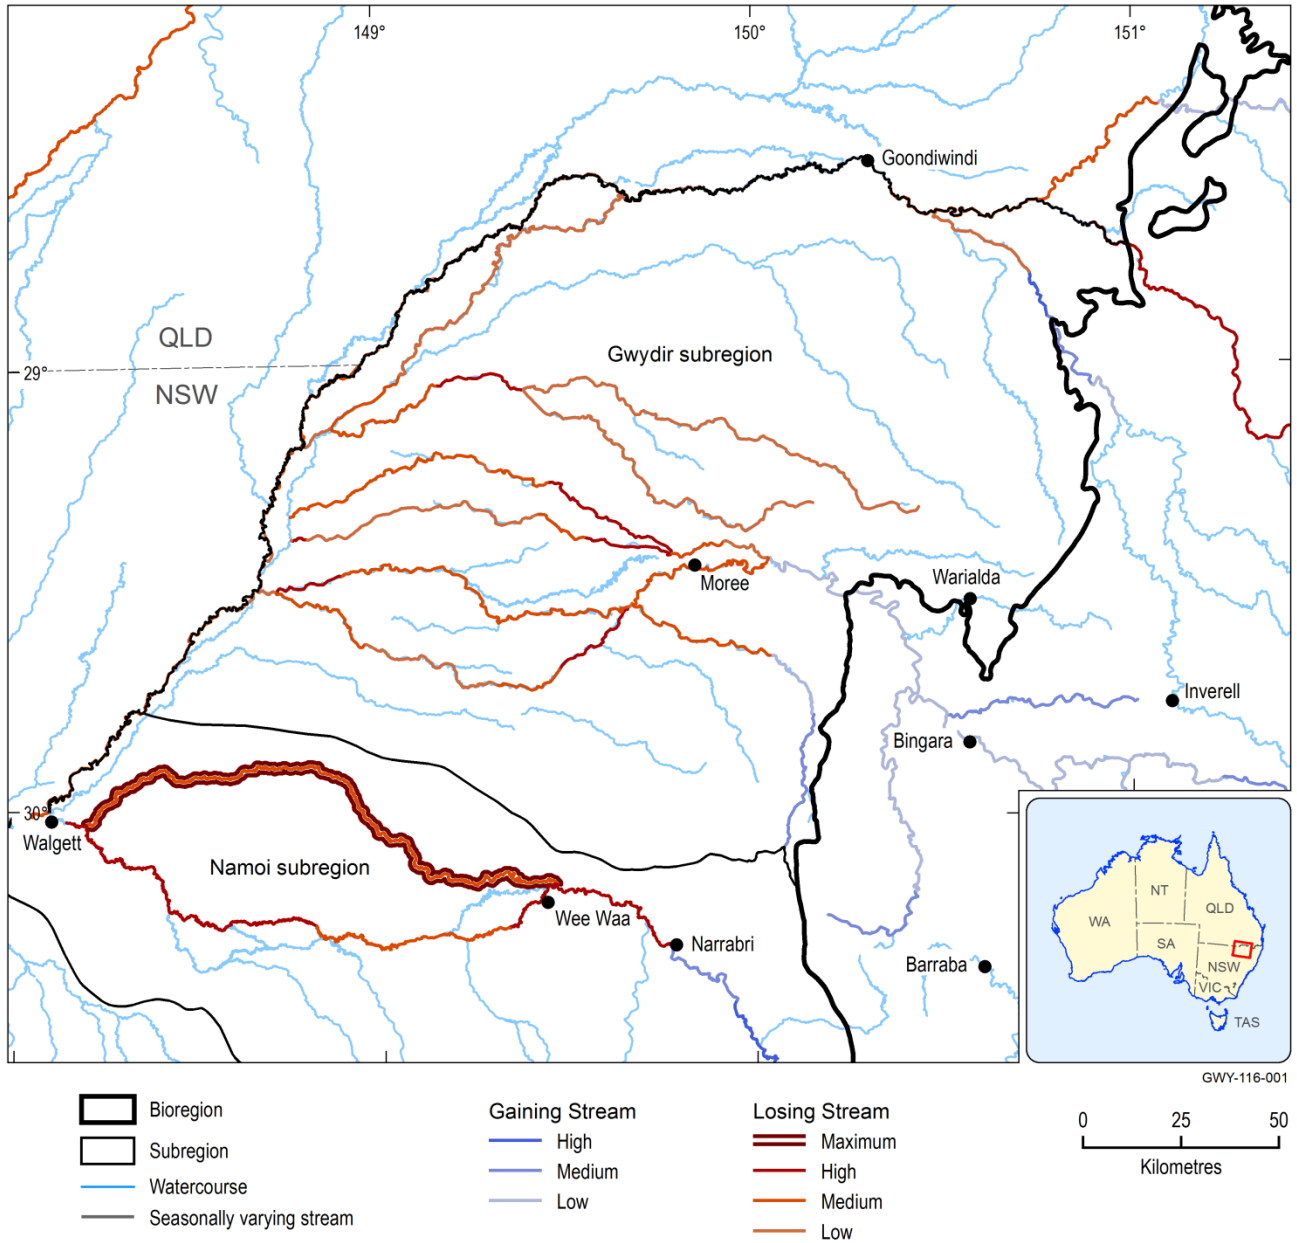 149°
150°
151°
Goondiwindi
QLD
Gwydir subregion
29°
NSW
Moree
Warialda
Inverell
Bingara
30°
Walgett
Namoi subregion
Wee Waa
Narrabri
Barraba
NT
QLD
WA
SA
NSW
VIC
TAS
GWY-116-001
Bioregion
Subregion
Watercourse
Seasonally varying stream
Gaining Stream
High
Medium
Low
Losing Stream
Maximum
High
Medium
Low
0 25 50
Kilometres